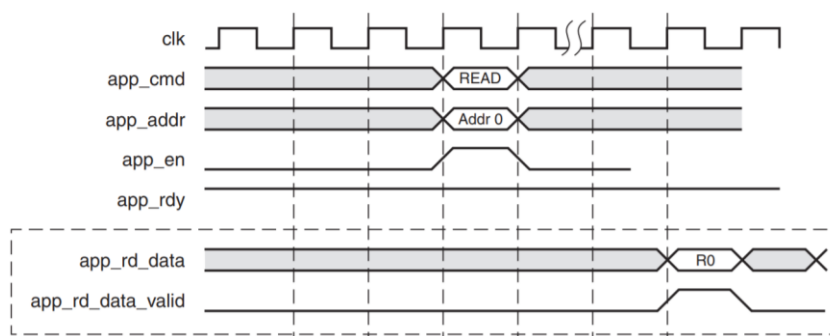 clk
app_cmd READ
app_addr Addr 0
app_en
app_rdy
app_rd_data R0
app_rd_data_valid